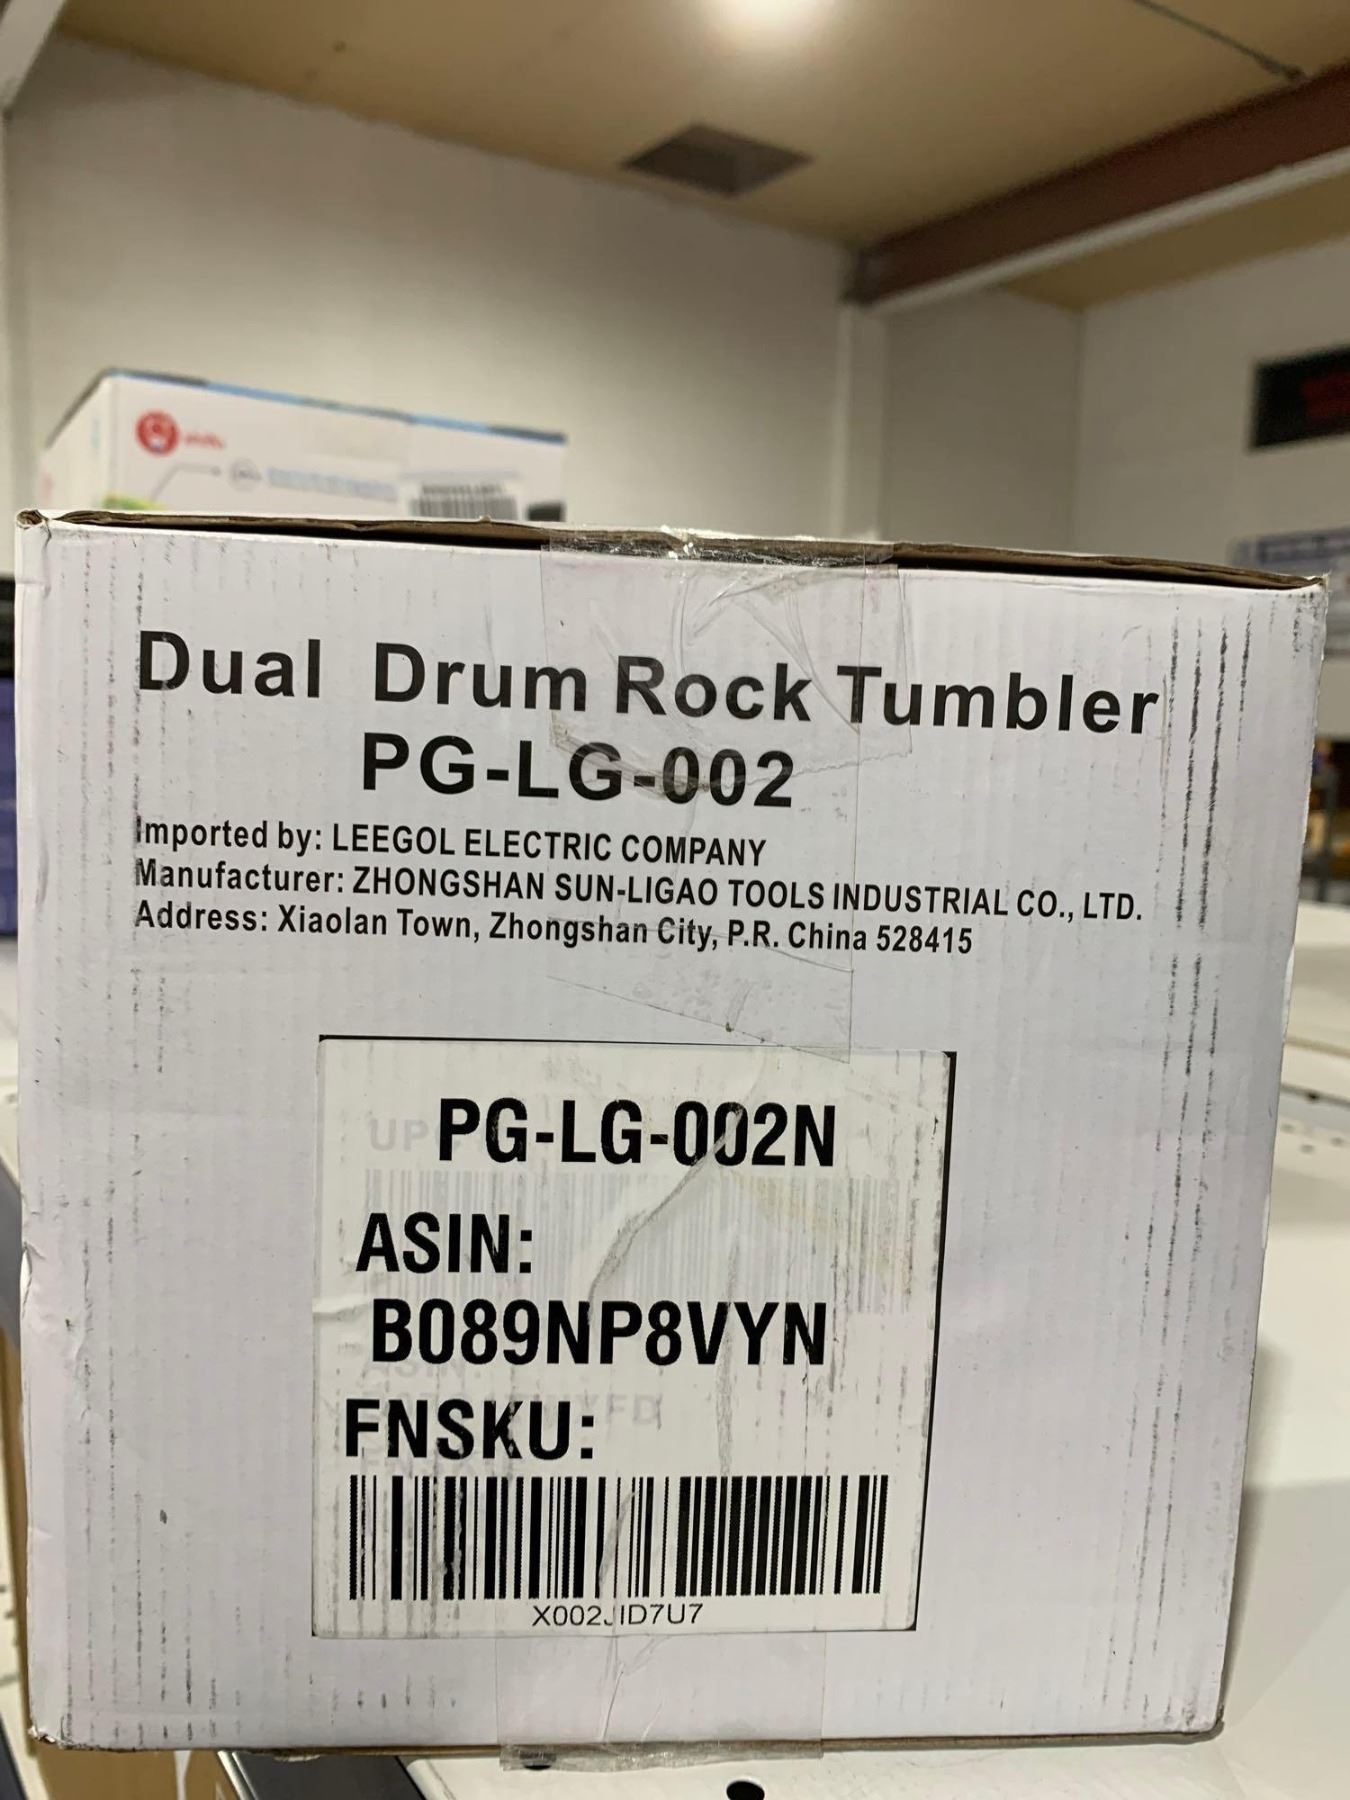 Dual Drum Rock Tumbler
PG-LG-002
Imported by: LEEGOL ELECTRIC COMPANY
Manufacturer: ZHONGSHAN SUN-LIGAO TOOLS INDUSTRIAL CO., LTD.
Address: Xiaolan Town, Zhongshan City, P.R. China 528415
PG-LG-002N
ASIN:
B089NP8VYN
FNSKU:
X002JID7U7